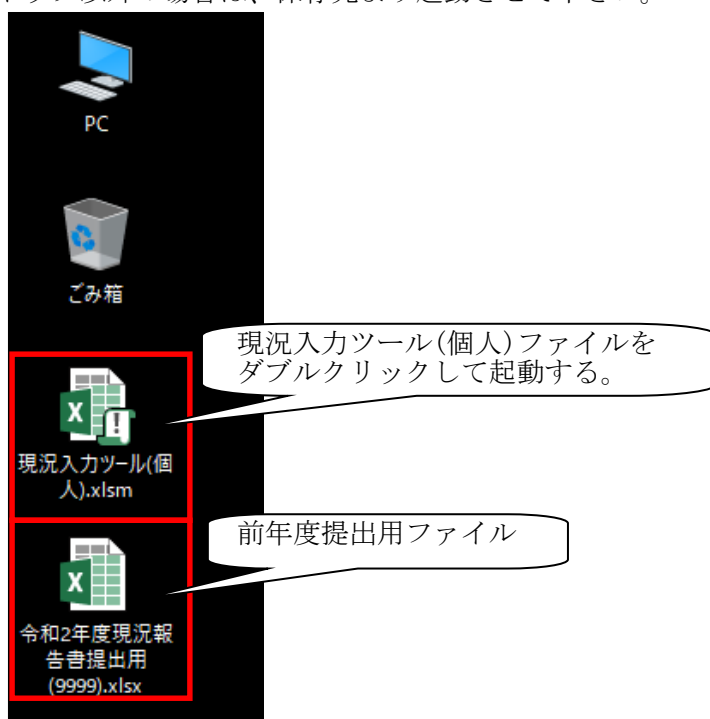 PC
ごみ箱
現況入力ツール(個人)ファイルを
ダブルクリックして起動する。
現況入力ツール(個
人).xlsm
前年度提出用ファイル
令和2年度現況報
告書提出用
(9999).xlsx